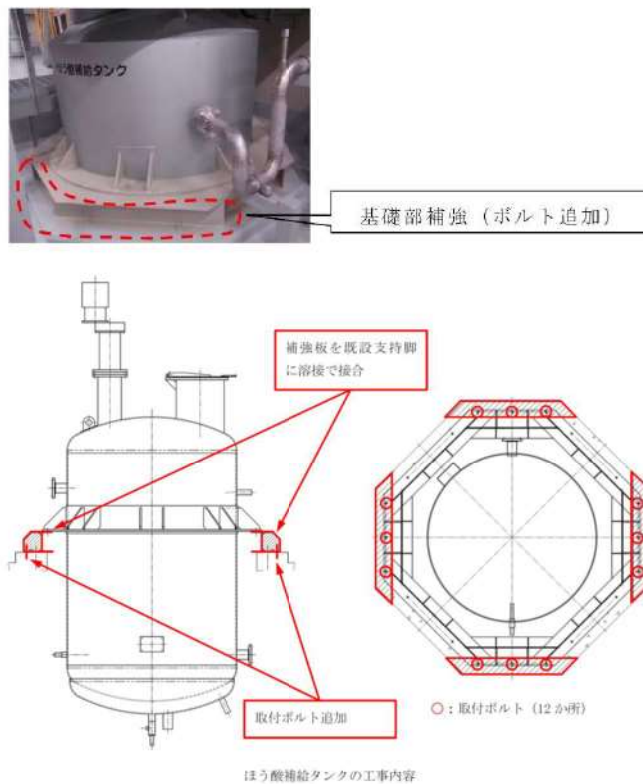 ほう酸補給タンク
基礎部補強（ボルト追加）
補強板を既設支持脚
に溶接で接合
取付ボルト追加
○：取付ボルト（12か所）
ほう酸補給タンクの工事内容